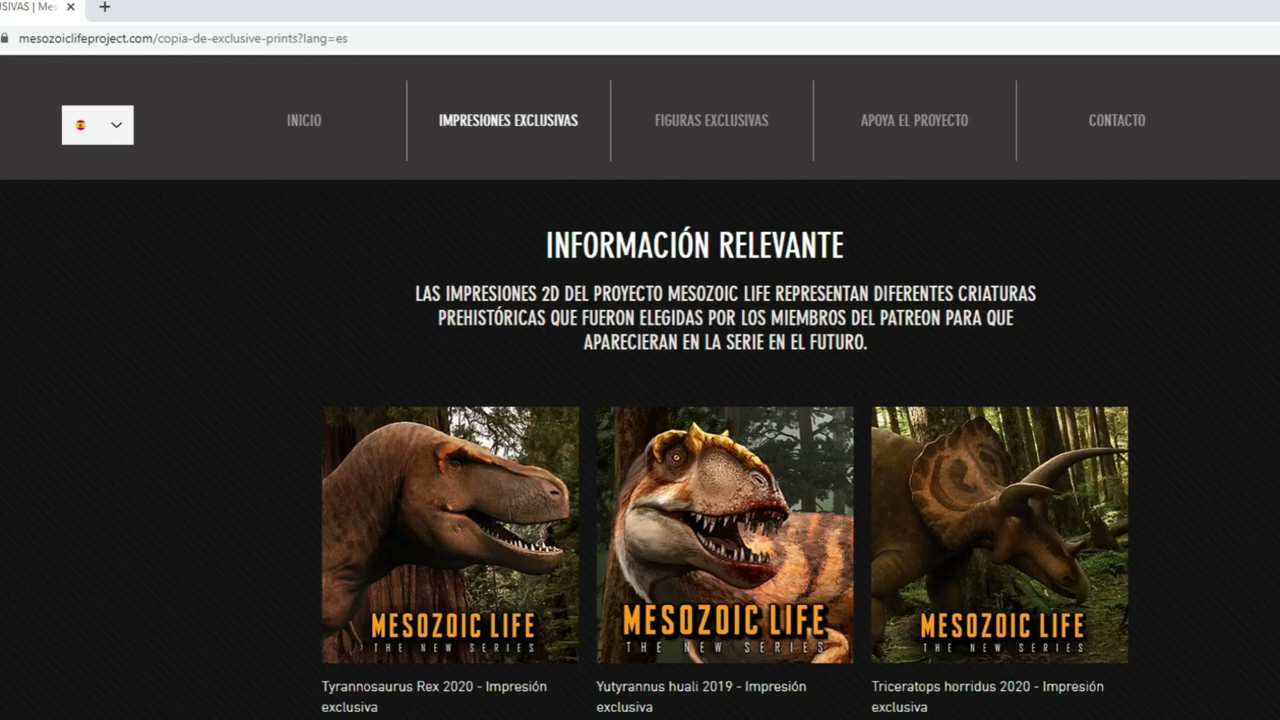 SIVAS | Mes
mesozoiclifeproject.com/copia-de-exclusive-prints?lang=es
INICIO
IMPRESIONES EXCLUSIVAS
FIGURAS EXCLUSIVAS
APOYA EL PROYECTO
CONTACTO
INFORMACIÓN RELEVANTE
LAS IMPRESIONES 2D DEL PROYECTO MESOZOIC LIFE REPRESENTAN DIFERENTES CRIATURAS
PREHISTÓRICAS QUE FUERON ELEGIDAS POR LOS MIEMBROS DEL PATREON PARA QUE
APARECIERAN EN LA SERIE EN EL FUTURO.
MESOZOIC LIFE
THE NEW SERIES
Tyrannosaurus Rex 2020 - Impresión
exclusiva
MESOZOIC LIFE
THE NEW SERIES
Yutyrannus huali 2019 - Impresión
exclusiva
MESOZOIC LIFE
THE NEW SERIES
Triceratops horridus 2020 - Impresión
exclusiva